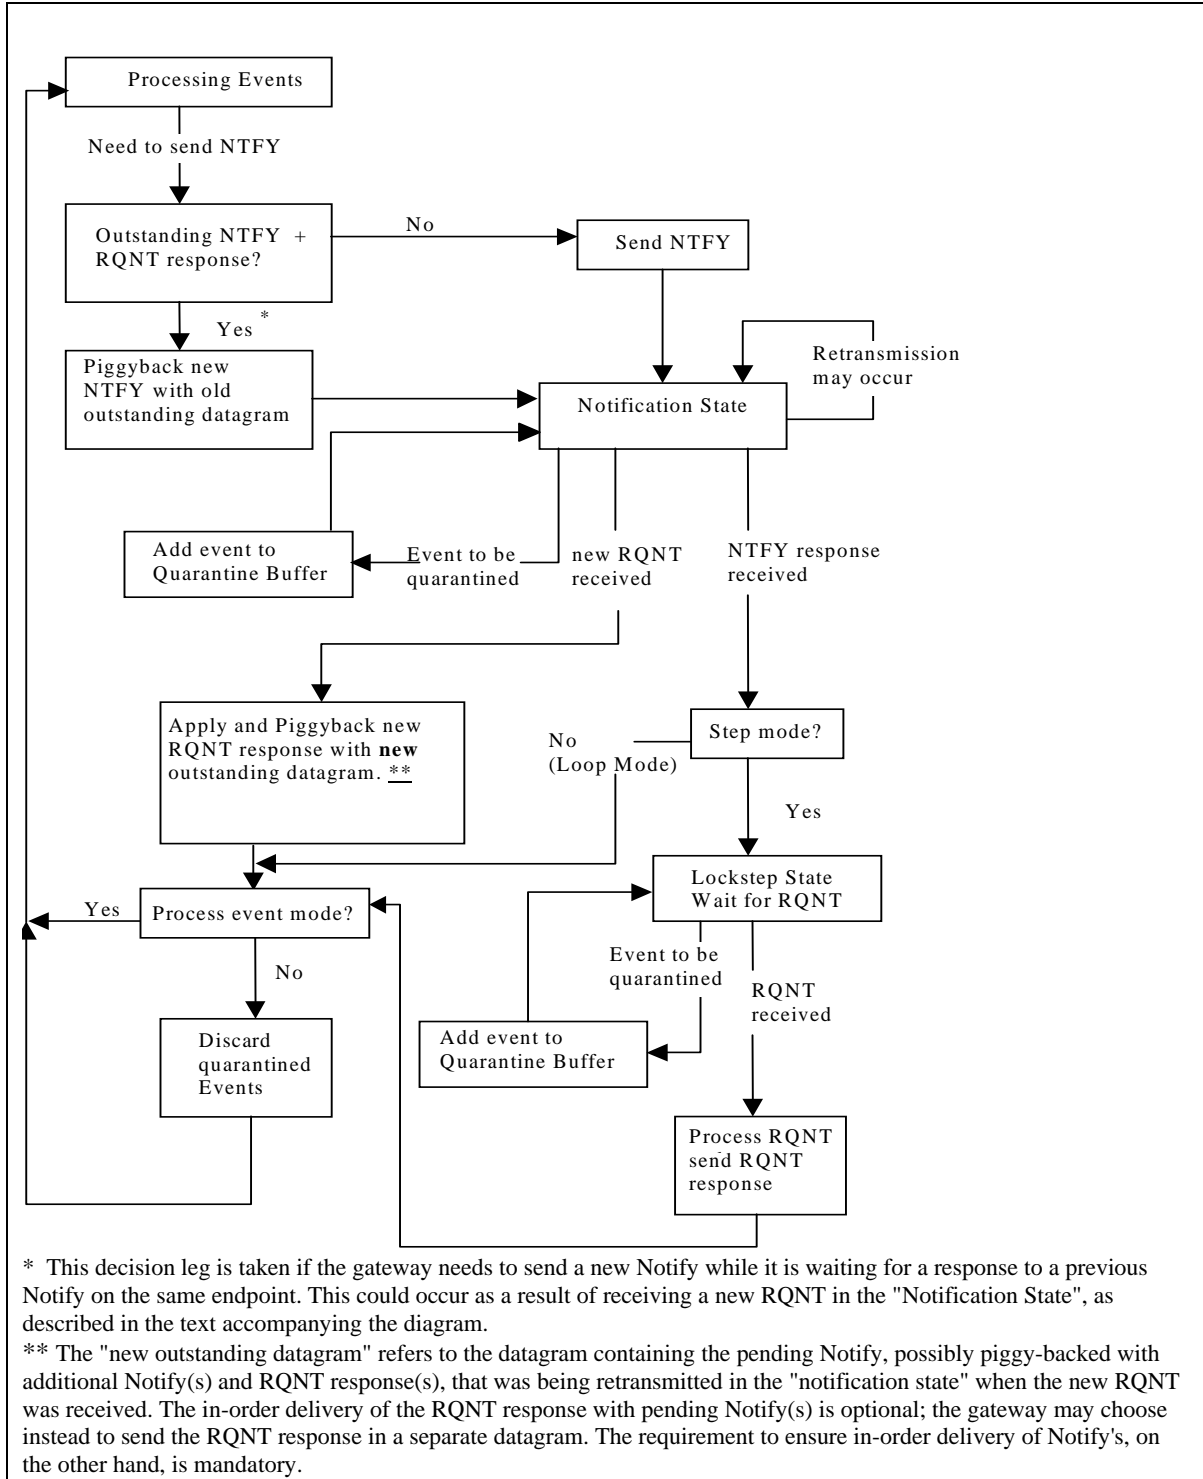 Processing Events
Need to send NTFY
Outstanding NTFY +
RQNT response?
No
Send NTFY
Yes *
Piggyback new
NTFY with old
outstanding datagram
Notification State
Retransmission
may occur
Add event to
Quarantine Buffer
Event to be
quarantined
new RQNT
received
NTFY response
received
Apply and Piggyback new
RQNT response with new
outstanding datagram. **
No
(Loop Mode)
Step mode?
Yes
Lockstep State
Wait for RQNT
Yes
Process event mode?
No
Event to be
quarantined
RQNT
received
Discard
quarantined
Events
Add event to
Quarantine Buffer
Process RQNT
send RQNT
response
* This decision leg is taken if the gateway needs to send a new Notify while it is waiting for a response to a previous
Notify on the same endpoint. This could occur as a result of receiving a new RQNT in the "Notification State", as
described in the text accompanying the diagram.
** The "new outstanding datagram" refers to the datagram containing the pending Notify, possibly piggy-backed with
additional Notify(s) and RQNT response(s), that was being retransmitted in the "notification state" when the new RQNT
was received. The in-order delivery of the RQNT response with pending Notify(s) is optional; the gateway may choose
instead to send the RQNT response in a separate datagram. The requirement to ensure in-order delivery of Notify's, on
the other hand, is mandatory.